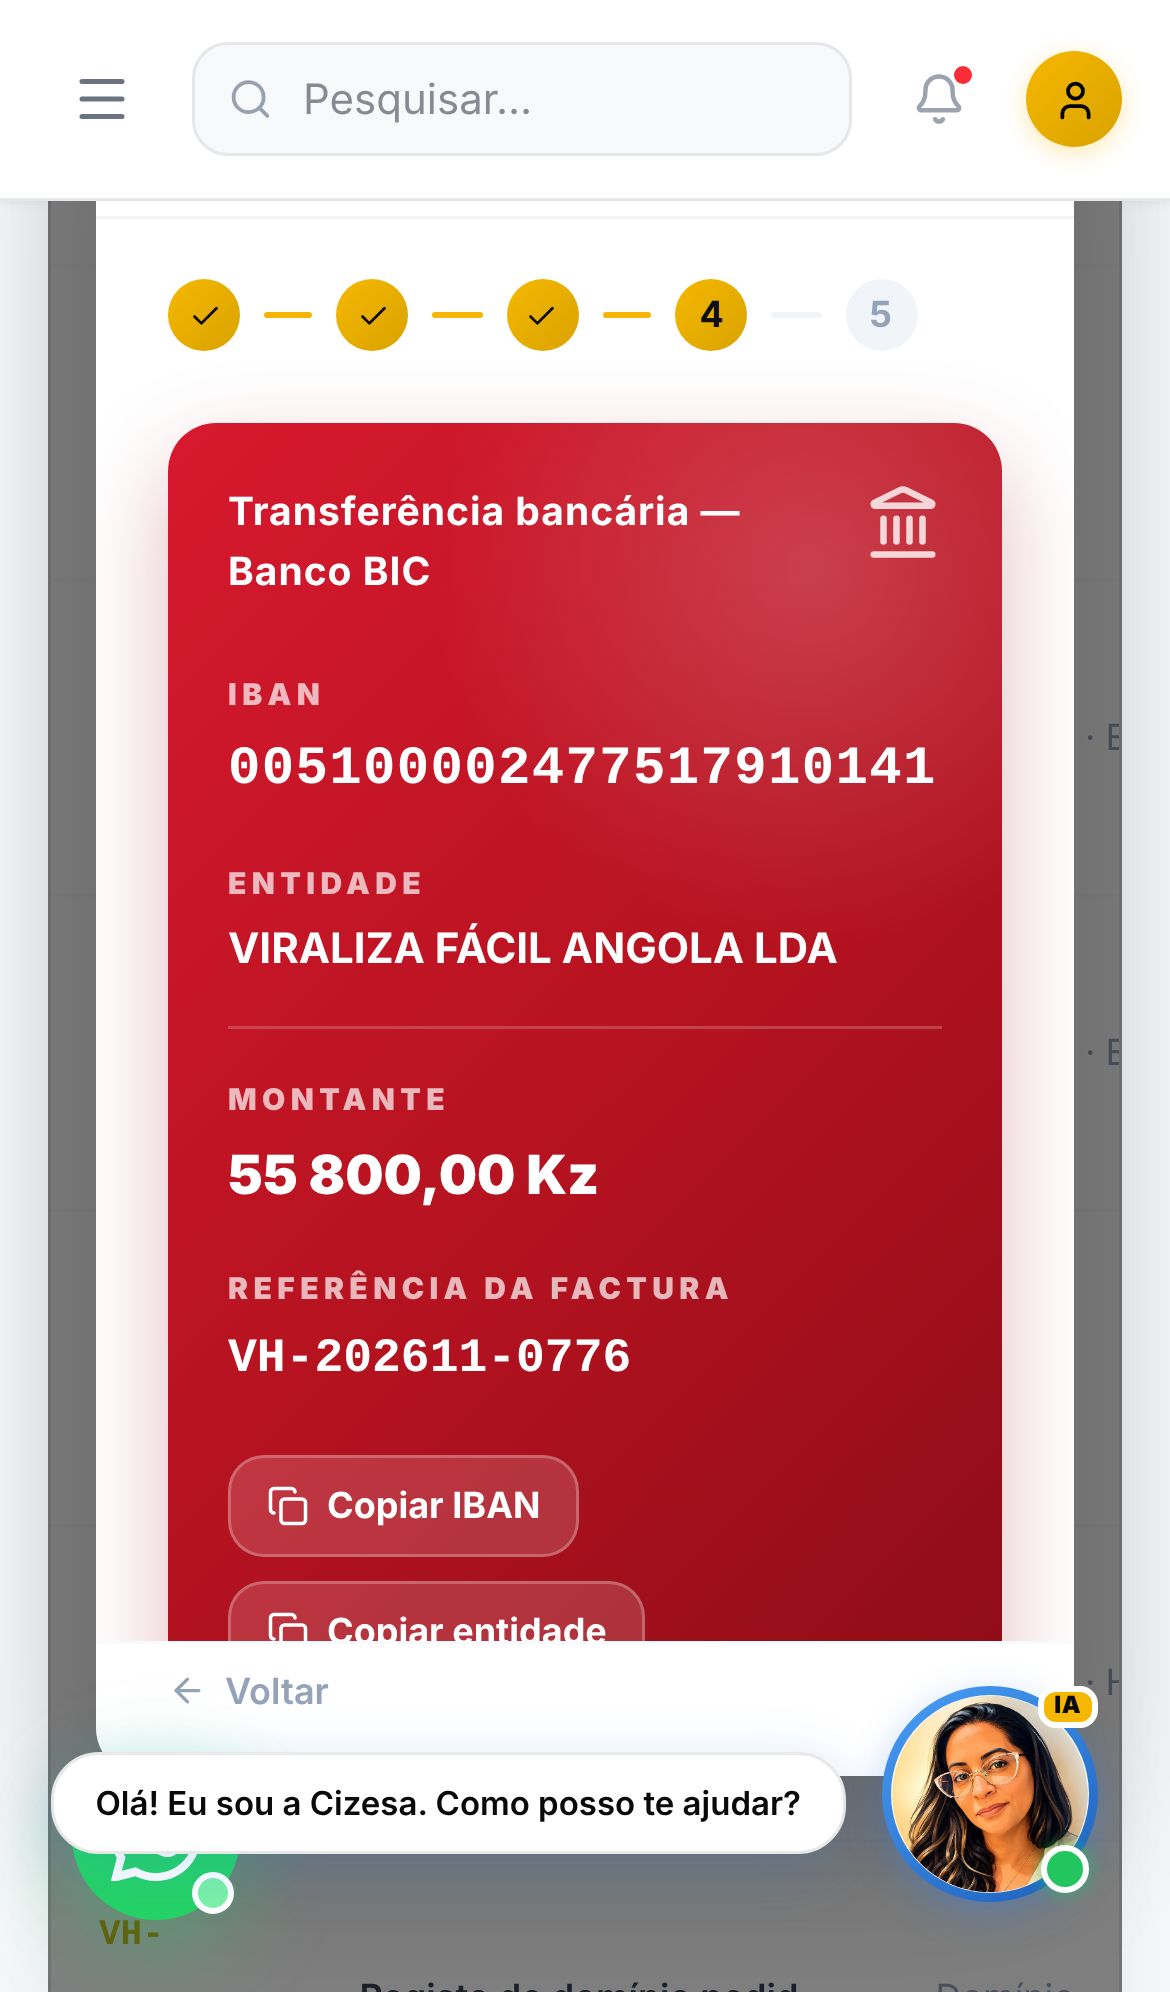 Pesquisar...
4
5
Transferência bancária —
Banco BIC
IBAN
005100002477517910141
ENTIDADE
VIRALIZA FÁCIL ANGOLA LDA
MONTANTE
55 800,00 Kz
REFERÊNCIA DA FACTURA
VH-202611-0776
Copiar IBAN
Copiar entidade
Voltar
IA
Olá! Eu sou a Cizesa. Como posso te ajudar?
VH-